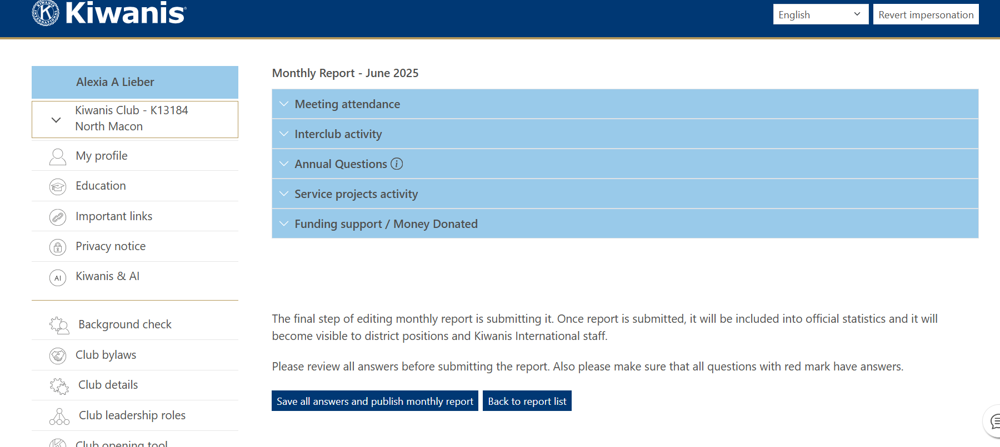 Kiwanis
English
Revert impersonation
Alexia A Lieber
Kiwanis Club - K13184
North Macon
My profile
Education
Important links
Privacy notice
AI
Kiwanis & AI
Background check
Club bylaws
Club details
Club leadership roles
Club opening tool
Monthly Report - June 2025
Meeting attendance
Interclub activity
Annual Questions
Service projects activity
Funding support / Money Donated
The final step of editing monthly report is submitting it. Once report is submitted, it will be included into official statistics and it will
become visible to district positions and Kiwanis International staff.
Please review all answers before submitting the report. Also please make sure that all questions with red mark have answers.
Save all answers and publish monthly report
Back to report list